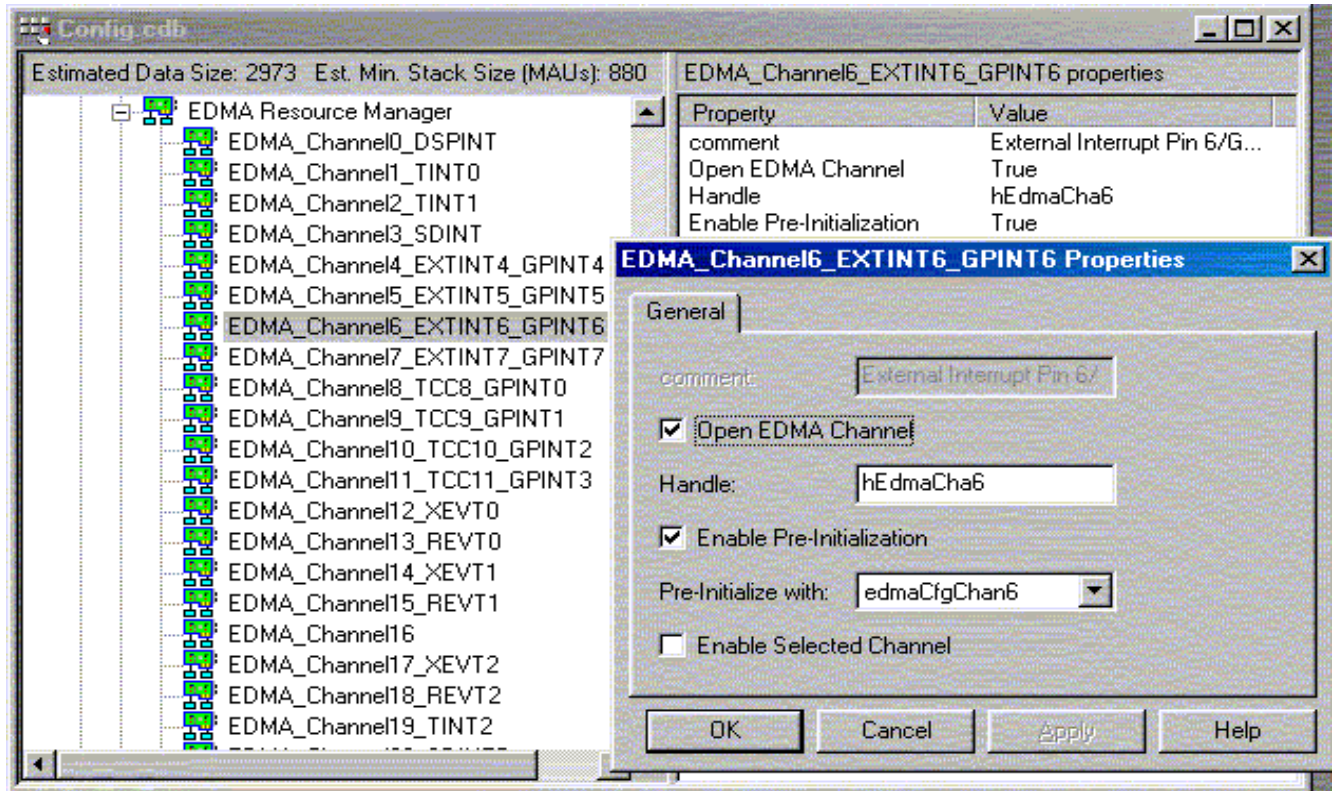 Config.cdb
Estimated Data Size: 2973 Est. Min. Stack Size (MAUs): 880
EDMA Resource Manager
EDMA_Channel0_DSPINT
EDMA_Channel1_TINT0
EDMA_Channel2_TINT1
EDMA_Channel3_SDINT
EDMA_Channel4_EXTINT4_GPINT4
EDMA_Channel5_EXTINT5_GPINT5
EDMA_Channel6_EXTINT6_GPINT6
EDMA_Channel7_EXTINT7_GPINT7
EDMA_Channel8_TCC8_GPINT0
EDMA_Channel9_TCC9_GPINT1
EDMA_Channel10_TCC10_GPINT2
EDMA_Channel11_TCC11_GPINT3
EDMA_Channel12_XEVT0
EDMA_Channel13_REVT0
EDMA_Channel14_XEVT1
EDMA_Channel15_REVT1
EDMA_Channel16
EDMA_Channel17_XEVT2
EDMA_Channel18_REVT2
EDMA_Channel19_TINT2
EDMA_Channel6_EXTINT6_GPINT6 properties
Property Value
comment External Interrupt Pin 6/G...
Open EDMA Channel True
Handle hEdmaCha6
Enable Pre-Initialization True
EDMA_Channel6_EXTINT6_GPINT6 Properties
General
comment: External Interrupt Pin 6/
Open EDMA Channel
Handle: hEdmaCha6
Enable Pre-Initialization
Pre-Initialize with: edmaCfgChan6
Enable Selected Channel
OK Cancel Apply Help